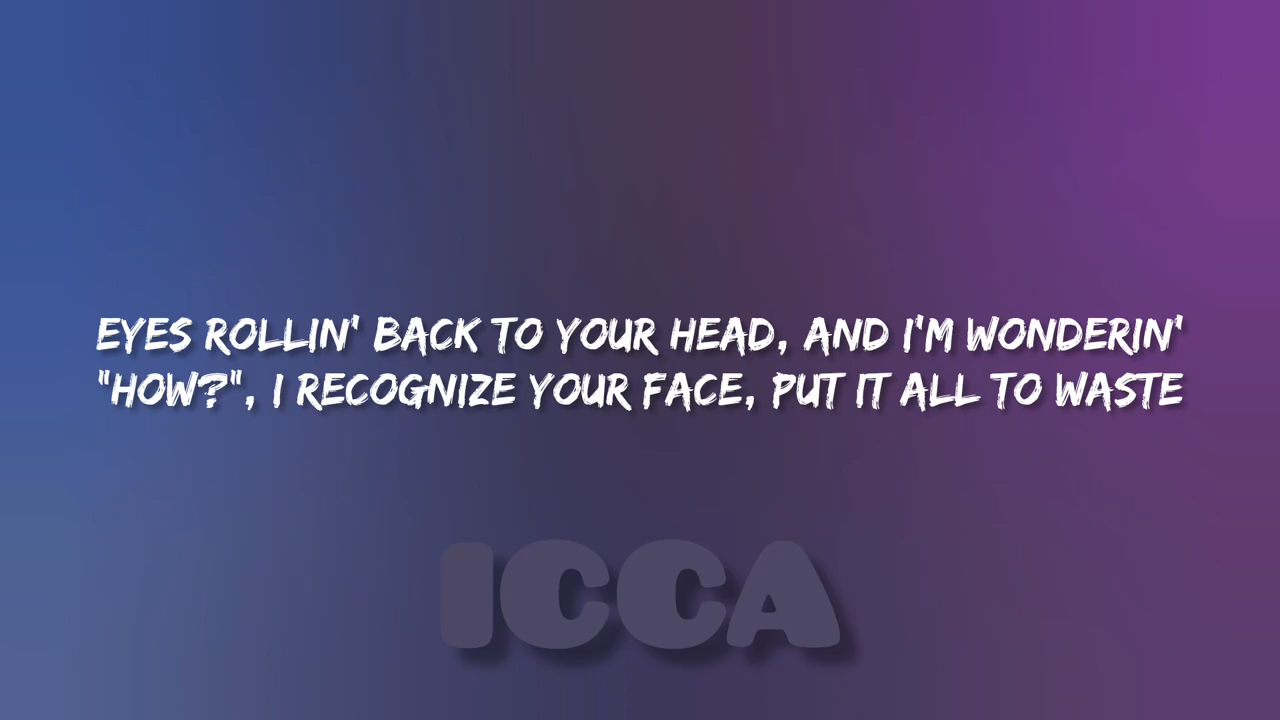 EYES ROLLIN' BACK TO YOUR HEAD, AND I'M WONDERIN'
"HOW?", I RECOGNIZE YOUR FACE, PUT IT ALL TO WASTE
ICCA